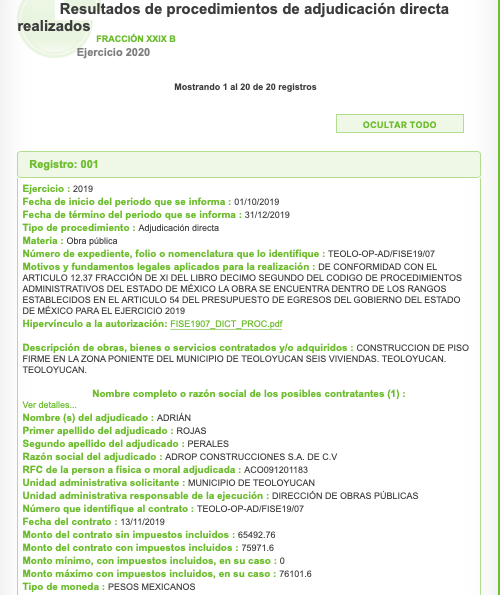 Resultados de procedimientos de adjudicación directa
realizados
FRACCIÓN XXIX B
Ejercicio 2020
Mostrando 1 al 20 de 20 registros
OCULTAR TODO
Registro: 001
Ejercicio : 2019
Fecha de inicio del periodo que se informa : 01/10/2019
Fecha de término del periodo que se informa : 31/12/2019
Tipo de procedimiento : Adjudicación directa
Materia : Obra pública
Número de expediente, folio o nomenclatura que lo identifique : TEOLO-OP-AD/FISE19/07
Motivos y fundamentos legales aplicados para la realización : DE CONFORMIDAD CON EL
ARTICULO 12.37 FRACCIÓN DE XI DEL LIBRO DECIMO SEGUNDO DEL CODIGO DE PROCEDIMIENTOS
ADMINISTRATIVOS DEL ESTADO DE MÉXICO LA OBRA SE ENCUENTRA DENTRO DE LOS RANGOS
ESTABLECIDOS EN EL ARTICULO 54 DEL PRESUPUESTO DE EGRESOS DEL GOBIERNO DEL ESTADO
DE MÉXICO PARA EL EJERCICIO 2019
Hipervínculo a la autorización: FISE1907_DICT_PROC.pdf
Descripción de obras, bienes o servicios contratados y/o adquiridos : CONSTRUCCION DE PISO
FIRME EN LA ZONA PONIENTE DEL MUNICIPIO DE TEOLOYUCAN SEIS VIVIENDAS. TEOLOYUCAN.
TEOLOYUCAN.
Nombre completo o razón social de los posibles contratantes (1) :
Ver detalles...
Nombre (s) del adjudicado : ADRIÁN
Primer apellido del adjudicado : ROJAS
Segundo apellido del adjudicado : PERALES
Razón social del adjudicado : ADROP CONSTRUCCIONES S.A. DE C.V
RFC de la persona a física o moral adjudicada : ACO091201183
Unidad administrativa solicitante : MUNICIPIO DE TEOLOYUCAN
Unidad administrativa responsable de la ejecución : DIRECCIÓN DE OBRAS PÚBLICAS
Número que identifique al contrato : TEOLO-OP-AD/FISE19/07
Fecha del contrato : 13/11/2019
Monto del contrato sin impuestos incluidos : 65492.76
Monto del contrato con impuestos incluidos : 75971.6
Monto mínimo, con impuestos incluidos, en su caso : 0
Monto máximo con impuestos incluidos, en su caso : 76101.6
Tipo de moneda : PESOS MEXICANOS